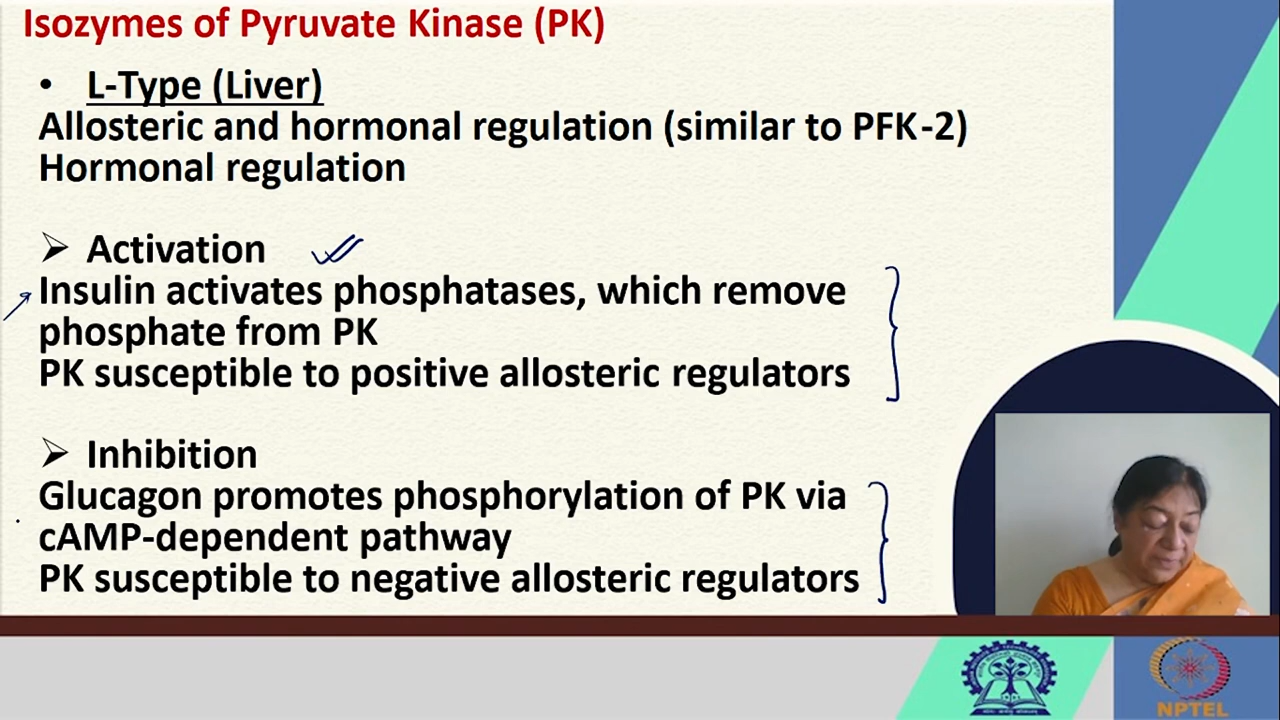 Isozymes of Pyruvate Kinase (PK)
• L-Type (Liver)
Allosteric and hormonal regulation (similar to PFK-2)
Hormonal regulation
➢ Activation
Insulin activates phosphatases, which remove
phosphate from PK
PK susceptible to positive allosteric regulators
➢ Inhibition
Glucagon promotes phosphorylation of PK via
cAMP-dependent pathway
PK susceptible to negative allosteric regulators
NPTEL